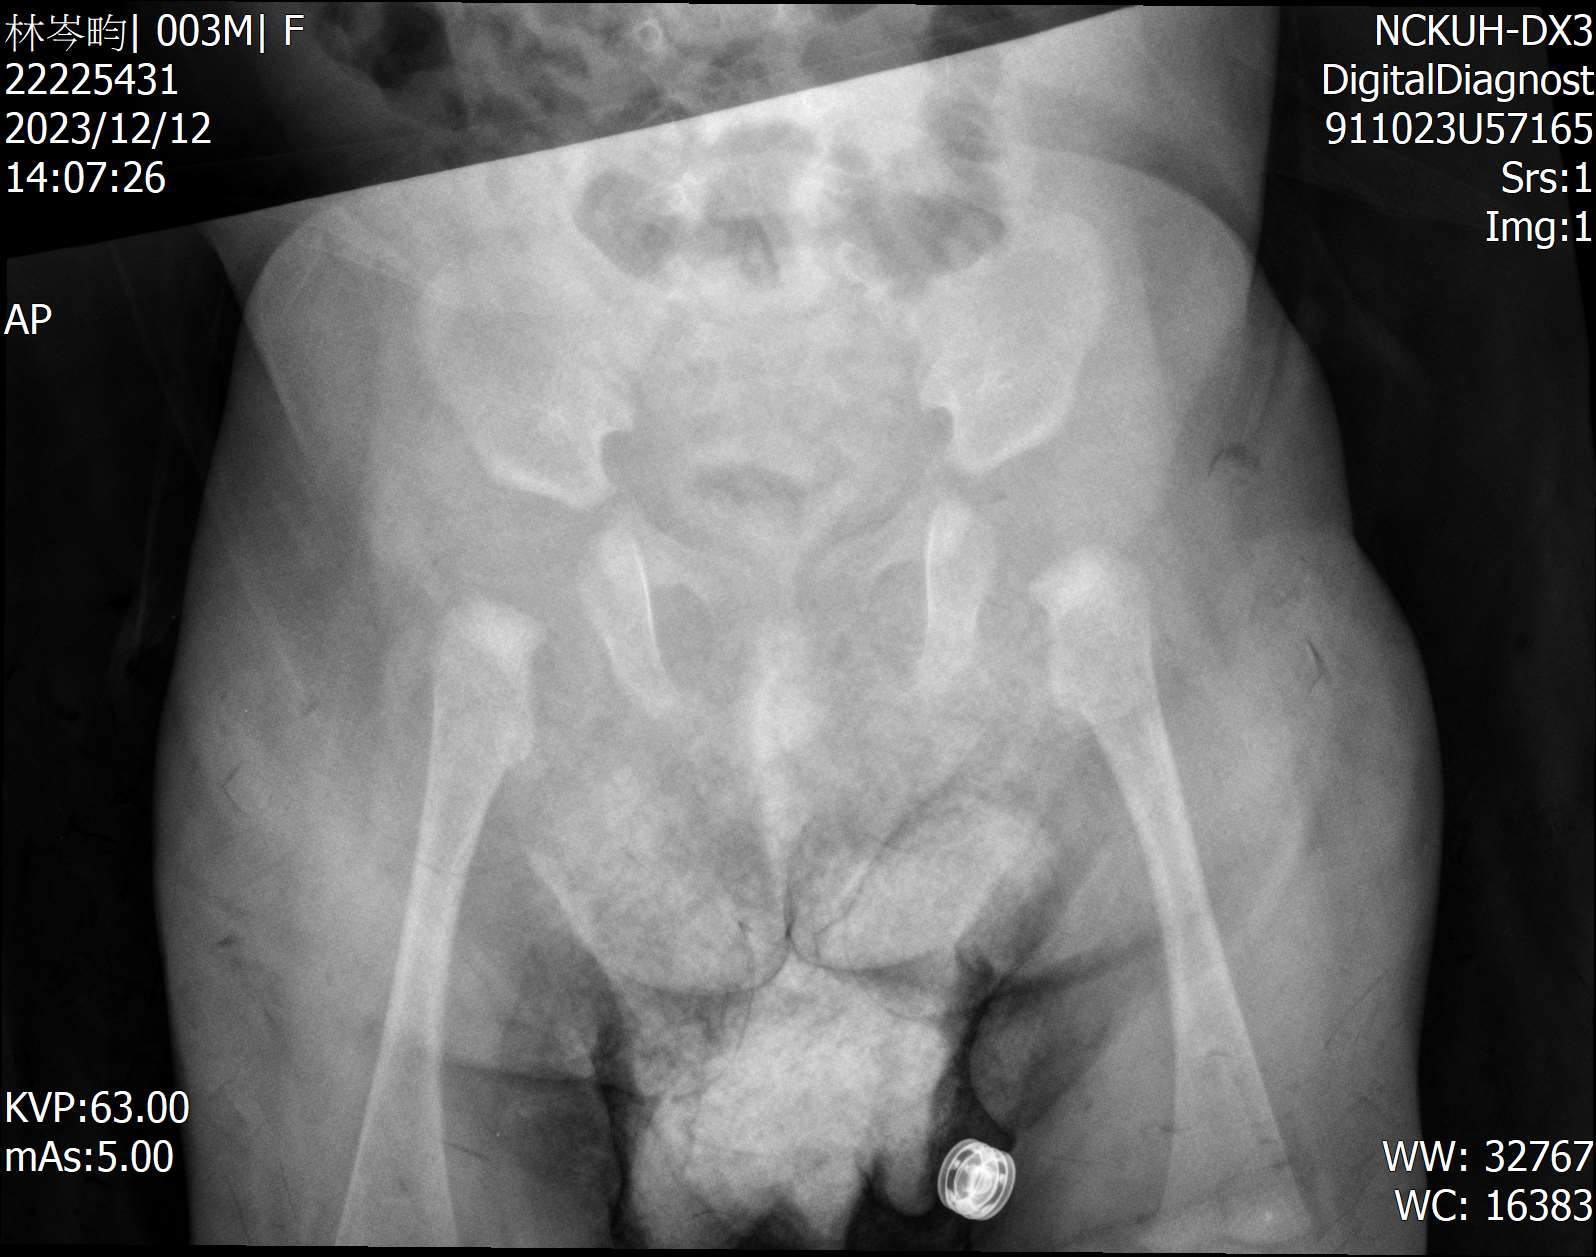 林岑畇| 003M| F
22225431
2023/12/12
14:07:26
AP
NCKUH-DX3
DigitalDiagnost
911023U57165
Srs:1
Img:1
KVP:63.00
mAs:5.00
WW: 32767
WC: 16383